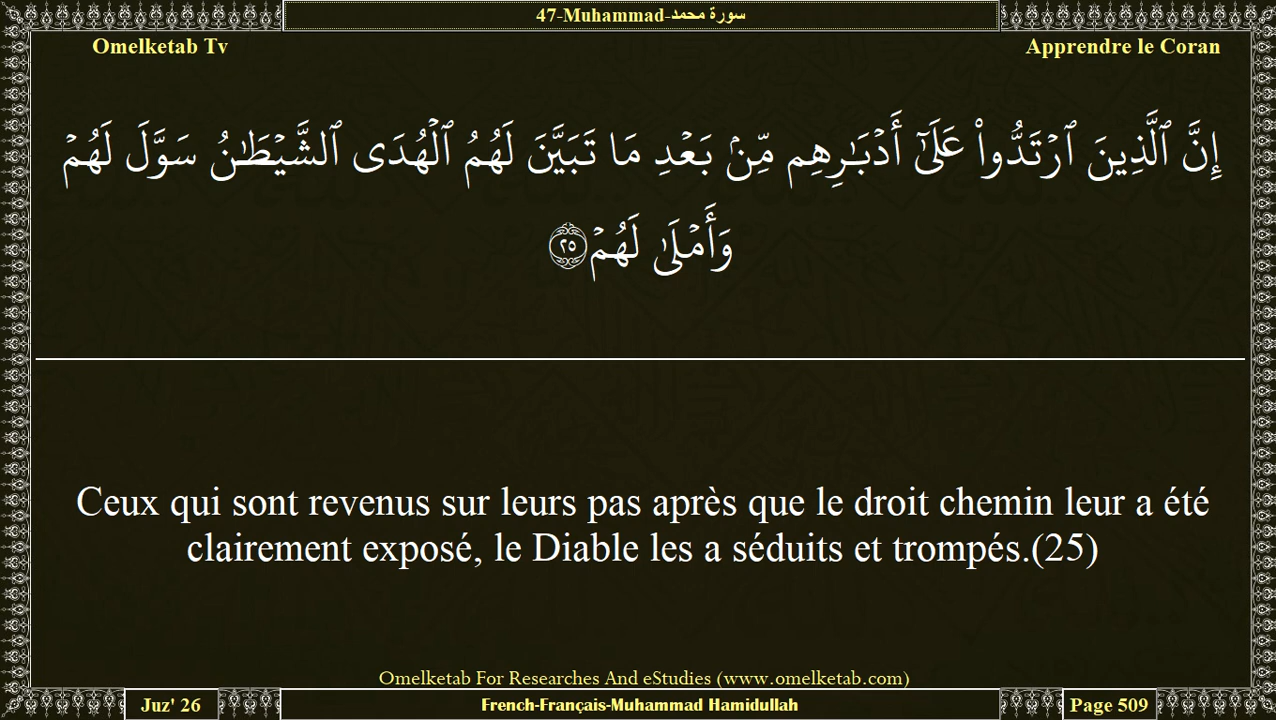 47-Muhammad-سورة محمد
Omelketab Tv
Apprendre le Coran
إِنَّ ٱلَّذِينَ ٱرۡتَدُّواْ عَلَىٰٓ أَدۡبَٰرِهِم مِّنۢ بَعۡدِ مَا تَبَيَّنَ لَهُمُ ٱلۡهُدَى ٱلشَّيۡطَٰنُ سَوَّلَ لَهُمۡ
وَأَمۡلَىٰ لَهُمۡ ٢٥
Ceux qui sont revenus sur leurs pas après que le droit chemin leur a été
clairement exposé, le Diable les a séduits et trompés.(25)
Omelketab For Researches And eStudies (www.omelketab.com)
Juz' 26
French-Français-Muhammad Hamidullah
Page 509